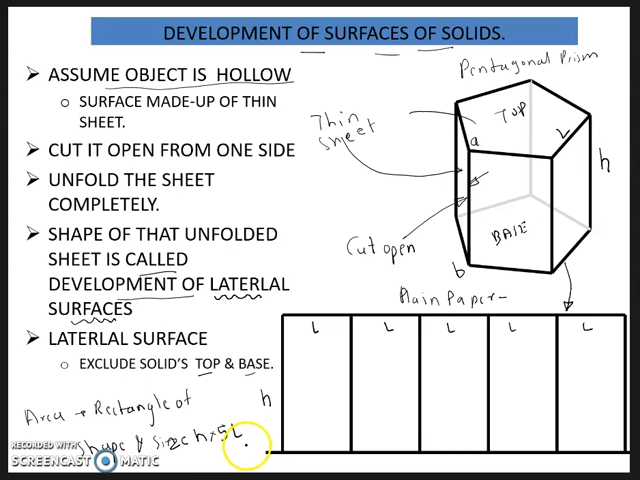 DEVELOPMENT OF SURFACES OF SOLIDS.
ASSUME OBJECT IS HOLLOW
SURFACE MADE-UP OF THIN
SHEET.
CUT IT OPEN FROM ONE SIDE
UNFOLD THE SHEET
COMPLETELY.
SHAPE OF THAT UNFOLDED
SHEET IS CALLED
DEVELOPMENT OF LATERLAL
SURFACES
LATERLAL SURFACE
EXCLUDE SOLID'S TOP & BASE.
Area → Rectangle of
Shape & Size h x 5L
Pentagonal Prism
Thin
Sheet
TOP
a
L
h
Cut open
BASE
b
Plain Paper-
L L L L L
h
RECORDED WITH
SCREENCAST MATIC